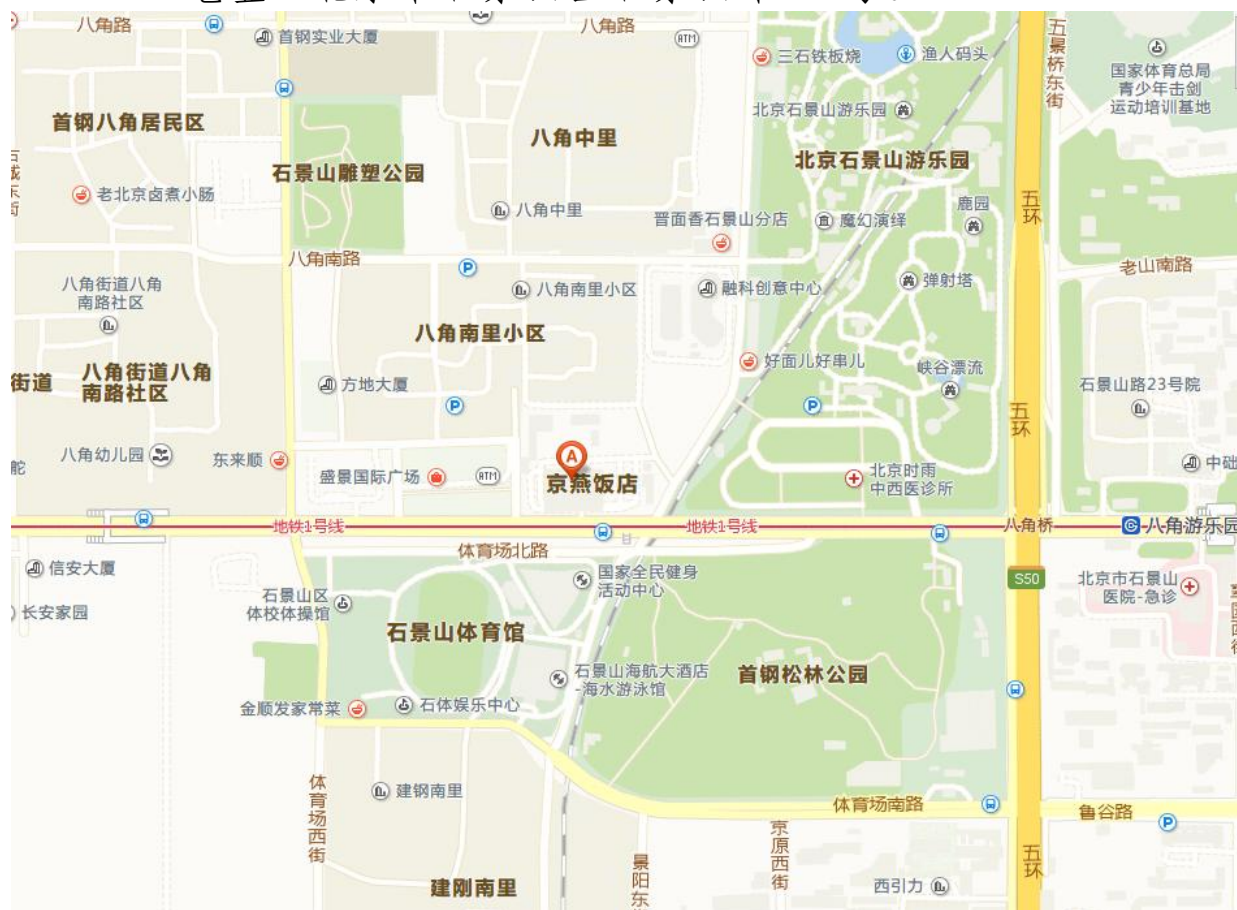 八角路
八角路
首钢实业大厦
ATM
三石铁板烧
渔人码头
五景桥东街
国家体育总局
青少年击剑
运动培训基地
首钢八角居民区
石景山雕塑公园
八角中里
北京石景山游乐园
北京石景山游乐园
老北京卤煮小肠
八角中里
晋面香石景山分店
魔幻演绎
鹿园
五环
八角南路
P
老山南路
八角街道八角
南路社区
八角南里小区
融科创意中心
弹射塔
八角南里小区
好面儿好串儿
峡谷漂流
街道
八角街道八角
南路社区
方地大厦
P
P
石景山路23号院
五环
八角幼儿园
东来顺
盛景国际广场
ATM
A
京燕饭店
北京时雨
中西医诊所
中础
地铁1号线
地铁1号线
八角桥
八角游乐园
体育场北路
信安大厦
国家全民健身
活动中心
S50
北京市石景山
医院-急诊
石景山区
体校体操馆
长安家园
石景山体育馆
石景山海航大酒店
-海水游泳馆
首钢松林公园
金顺发家常菜
石体娱乐中心
建钢南里
体育场西街
体育场南路
鲁谷路
P
京原西街
景阳东
五环
建刚南里
西引力